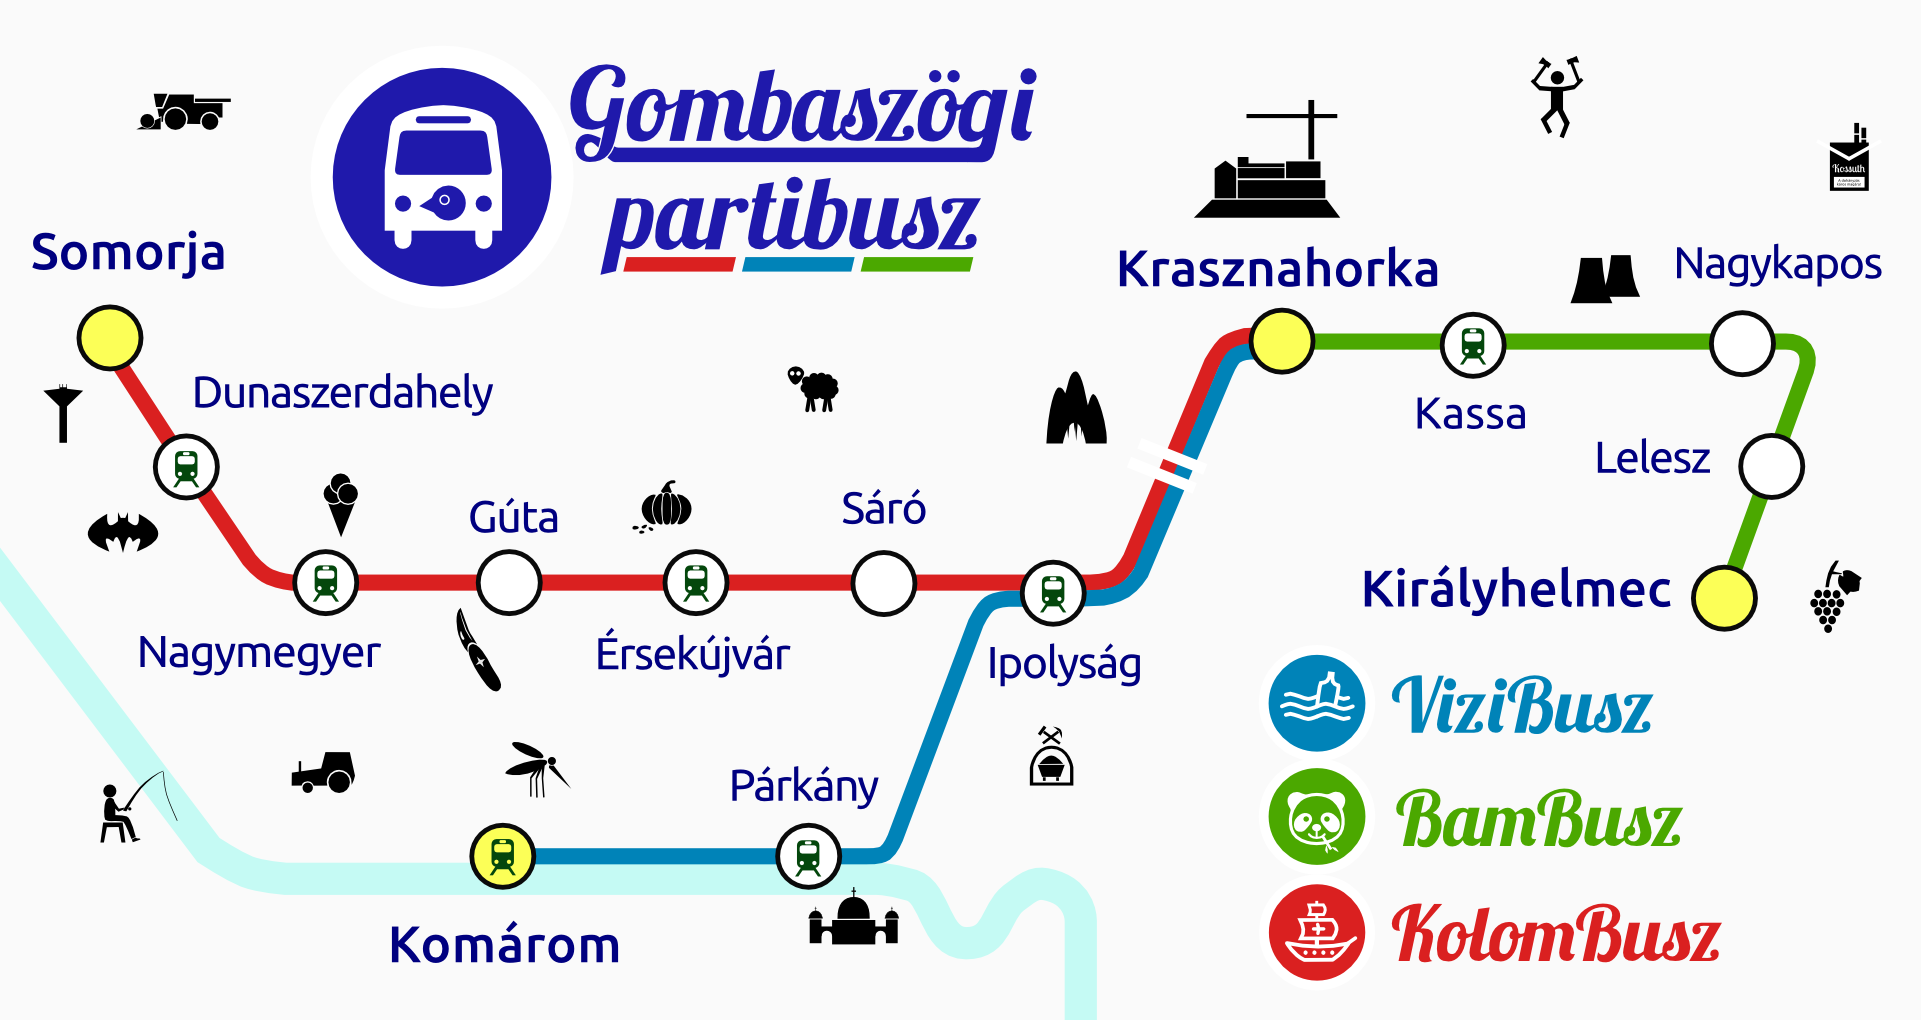 Gombaszögi
partibusz
Somorja
Dunaszerdahely
Nagymegyer
Gúta
Érsekújvár
Sáró
Ipolyság
Párkány
Komárom
Krasznahorka
Kassa
Nagykapos
Lelesz
Királyhelmec
Kossuth
ViziBusz
BamBusz
KolomBusz